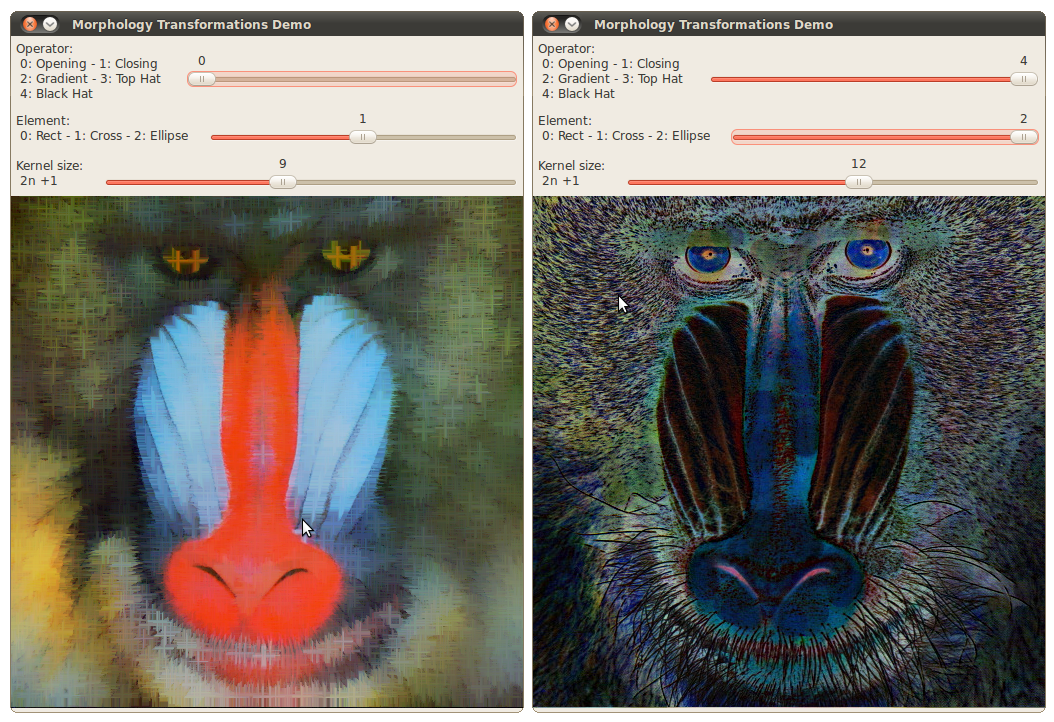 Morphology Transformations Demo
Operator:
0: Opening - 1: Closing
2: Gradient - 3: Top Hat
4: Black Hat
0
Element:
0: Rect - 1: Cross - 2: Ellipse
1
Kernel size:
2n +1
9
Morphology Transformations Demo
Operator:
0: Opening - 1: Closing
2: Gradient - 3: Top Hat
4: Black Hat
4
Element:
0: Rect - 1: Cross - 2: Ellipse
2
Kernel size:
2n +1
12